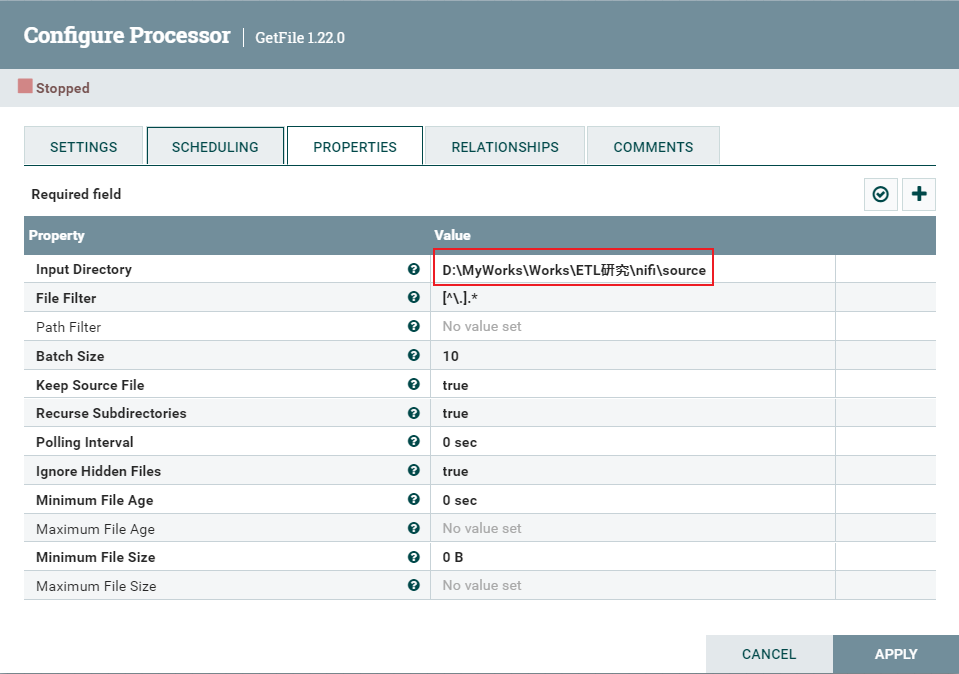 Configure Processor | GetFile 1.22.0
Stopped
SETTINGS SCHEDULING PROPERTIES RELATIONSHIPS COMMENTS
Required field
Property Value
Input Directory D:\MyWorks\Works\ETL研究\nifi\source
File Filter [^\.].*
Path Filter No value set
Batch Size 10
Keep Source File true
Recurse Subdirectories true
Polling Interval 0 sec
Ignore Hidden Files true
Minimum File Age 0 sec
Maximum File Age No value set
Minimum File Size 0 B
Maximum File Size No value set
CANCEL APPLY